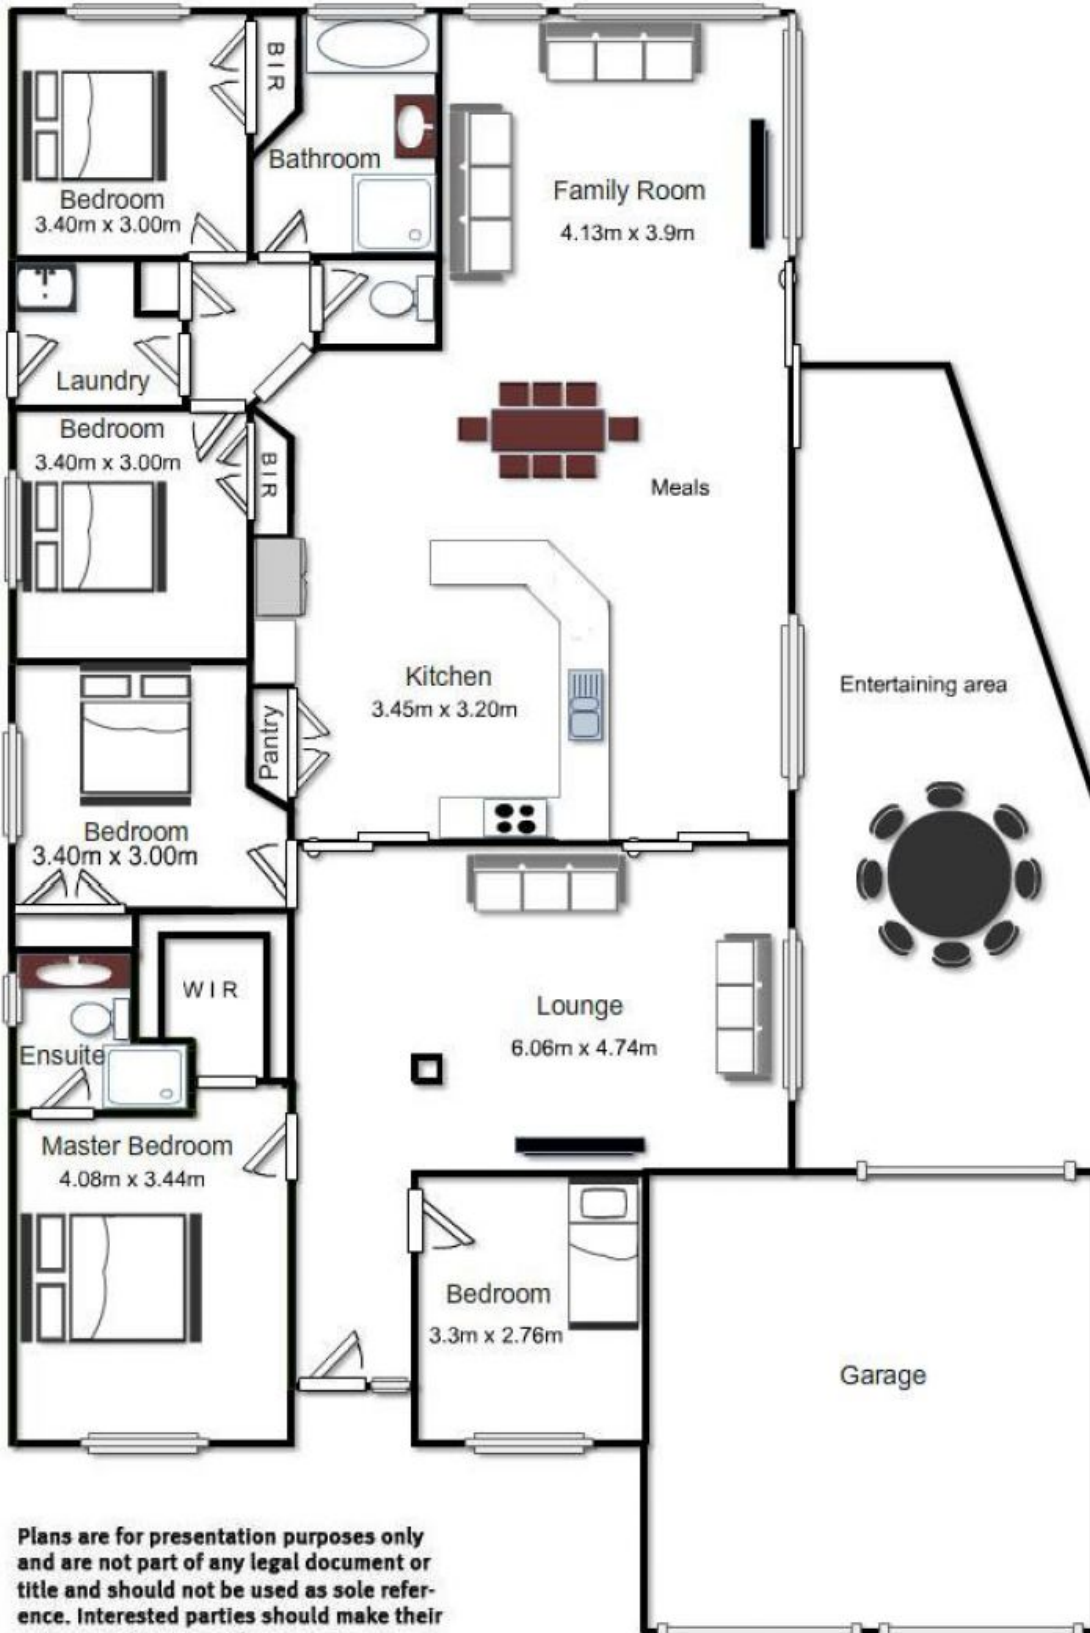 BIR
Bathroom
Bedroom
3.40m x 3.00m
Family Room
4.13m x 3.9m
Laundry
Bedroom
3.40m x 3.00m
BIR
Meals
Kitchen
3.45m x 3.20m
Entertaining area
Pantry
Bedroom
3.40m x 3.00m
WIR
Lounge
6.06m x 4.74m
Ensuite
Master Bedroom
4.08m x 3.44m
Bedroom
3.3m x 2.76m
Garage
Plans are for presentation purposes only
and are not part of any legal document or
title and should not be used as sole refer-
ence. Interested parties should make their